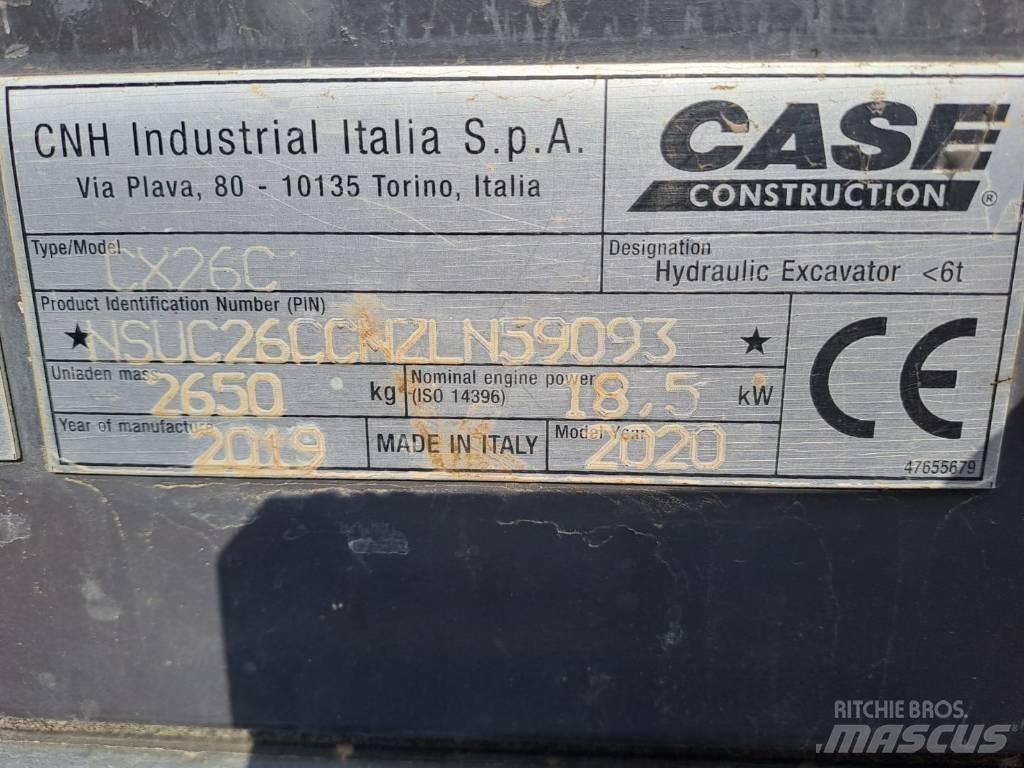 CNH Industrial Italia S.p.A.
Via Plava, 80 - 10135 Torino, Italia
CASE
CONSTRUCTION ®
Type/Model
CX26C
Designation
Hydraulic Excavator <6t
Product Identification Number (PIN)
★NSUC26CCNZLN39093★
Unladen mass 2650 kg
Nominal engine power
(ISO 14396) 18,5 kW
Year of manufacture 2019
MADE IN ITALY
Model Year 2020
CE
47655679
RITCHIE BROS.
MASCUS